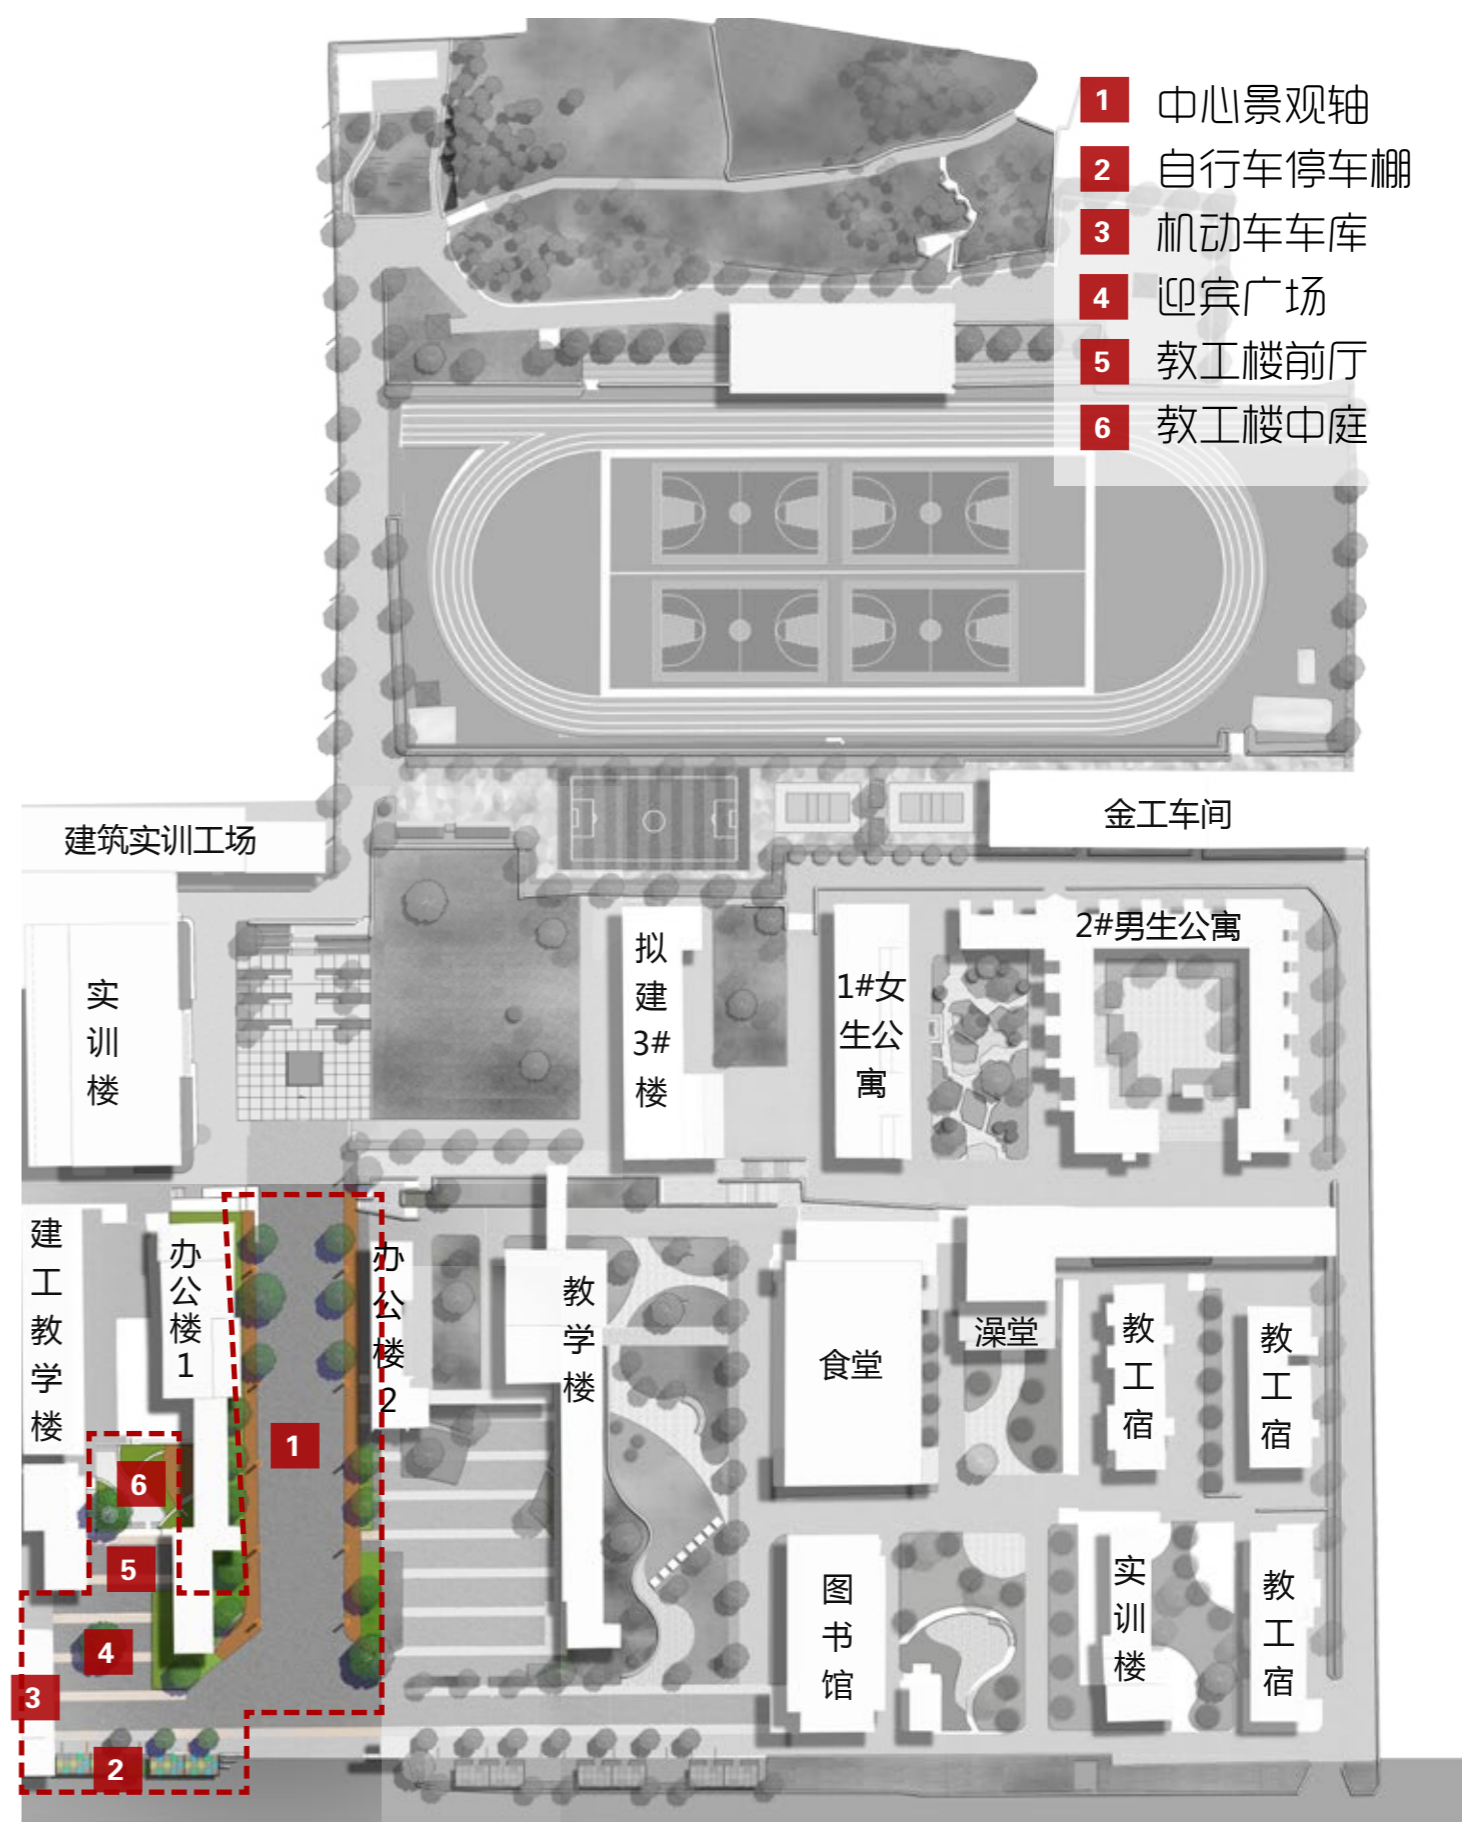 1 中心景观轴
2 自行车停车棚
3 机动车车库
4 迎宾广场
5 教工楼前厅
6 教工楼中庭
金工车间
建筑实训工场
2#男生公寓
拟
建
3#
楼
1#女
生公
寓
实
训
楼
建
工
教
学
楼
办
公
楼
1
办
公
楼
2
教
学
楼
食堂
澡堂
教
工
宿
教
工
宿
1
6
5
4
3
2
图
书
馆
实
训
楼
教
工
宿